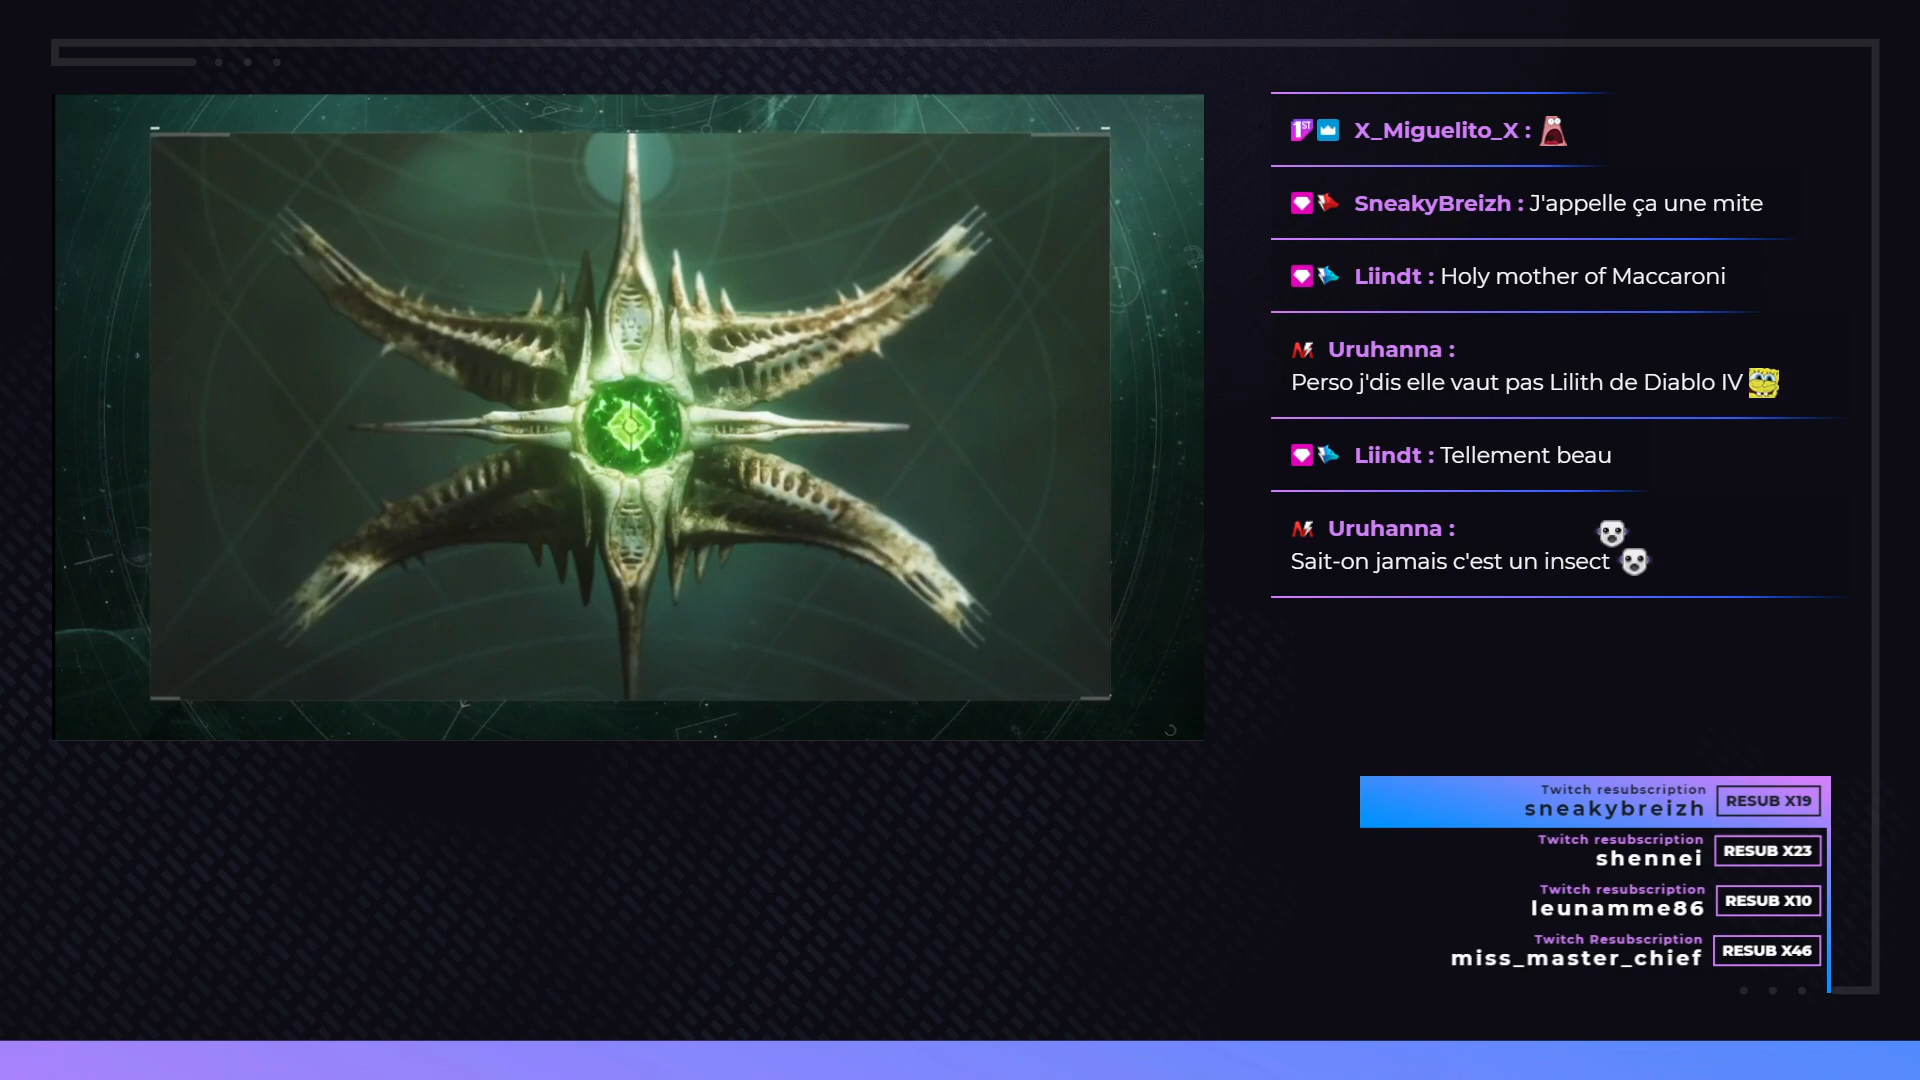 1ST X_Miguelito_X :
SneakyBreizh : J'appelle ça une mite
Liindt : Holy mother of Maccaroni
Uruhanna :
Perso j'dis elle vaut pas Lilith de Diablo IV
Liindt : Tellement beau
Uruhanna :
Sait-on jamais c'est un insect
Twitch resubscription
sneakybreizh RESUB X19
Twitch resubscription
shennei RESUB X23
Twitch resubscription
leunamme86 RESUB X10
Twitch Resubscription
miss_master_chief RESUB X46